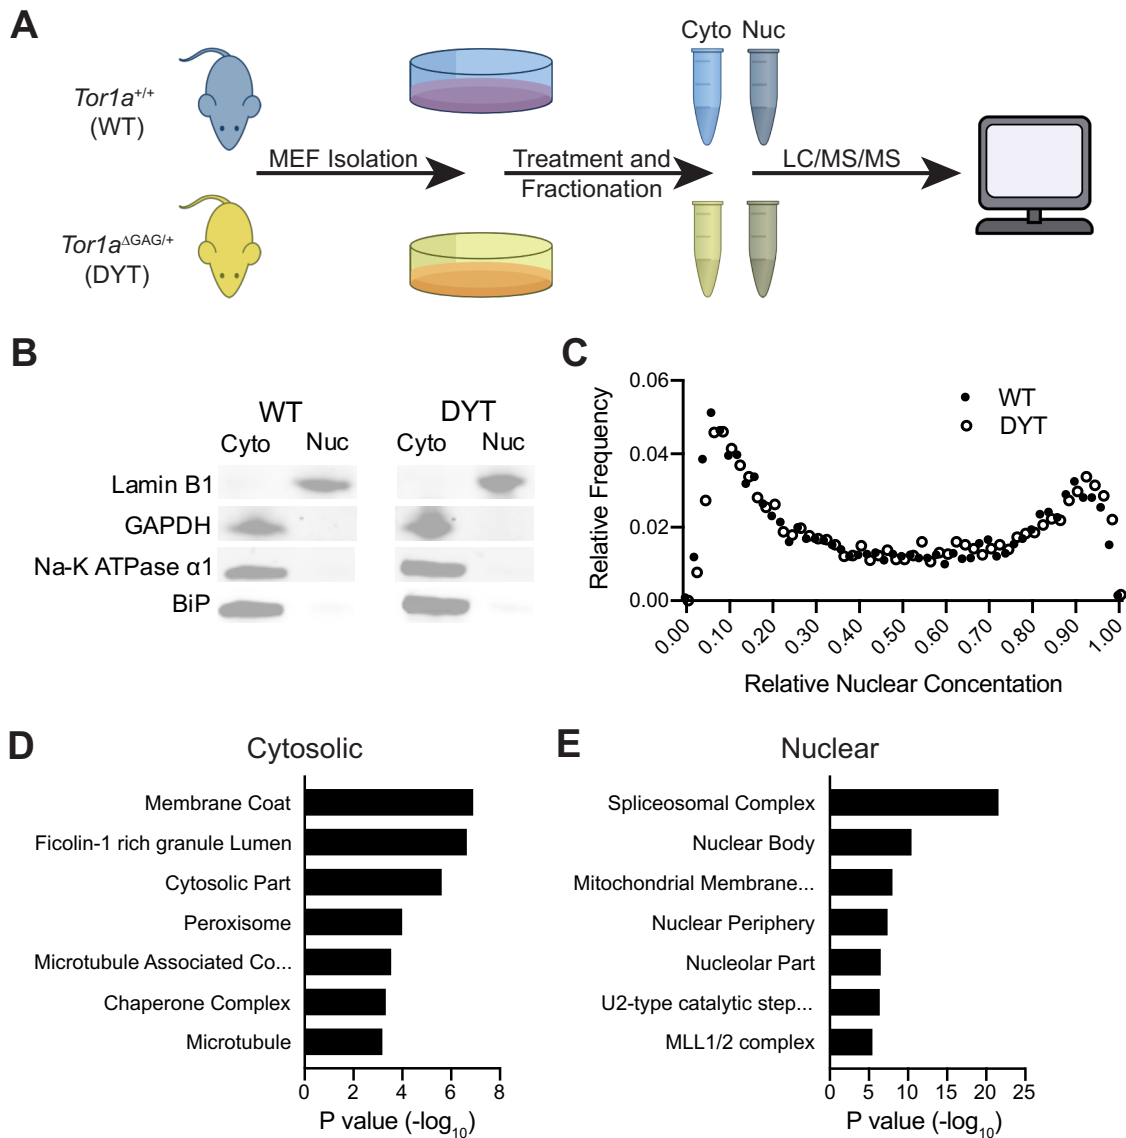 A
Cyto Nuc
Tor1a+/+
(WT)
MEF Isolation
Treatment and
Fractionation
LC/MS/MS
Tor1aΔGAG/+
(DYT)
B
WT DYT
Cyto Nuc Cyto Nuc
Lamin B1
GAPDH
Na-K ATPase α1
BiP
C
Relative Frequency
0.06
0.04
0.02
0.00
WT
DYT
0.00 0.10 0.20 0.30 0.40 0.50 0.60 0.70 0.80 0.90 1.00
Relative Nuclear Concentation
D
Cytosolic
Membrane Coat
Ficolin-1 rich granule Lumen
Cytosolic Part
Peroxisome
Microtubule Associated Co...
Chaperone Complex
Microtubule
0 2 4 6 8
P value (-log10)
E
Nuclear
Spliceosomal Complex
Nuclear Body
Mitochondrial Membrane...
Nuclear Periphery
Nucleolar Part
U2-type catalytic step...
MLL1/2 complex
0 5 10 15 20 25
P value (-log10)